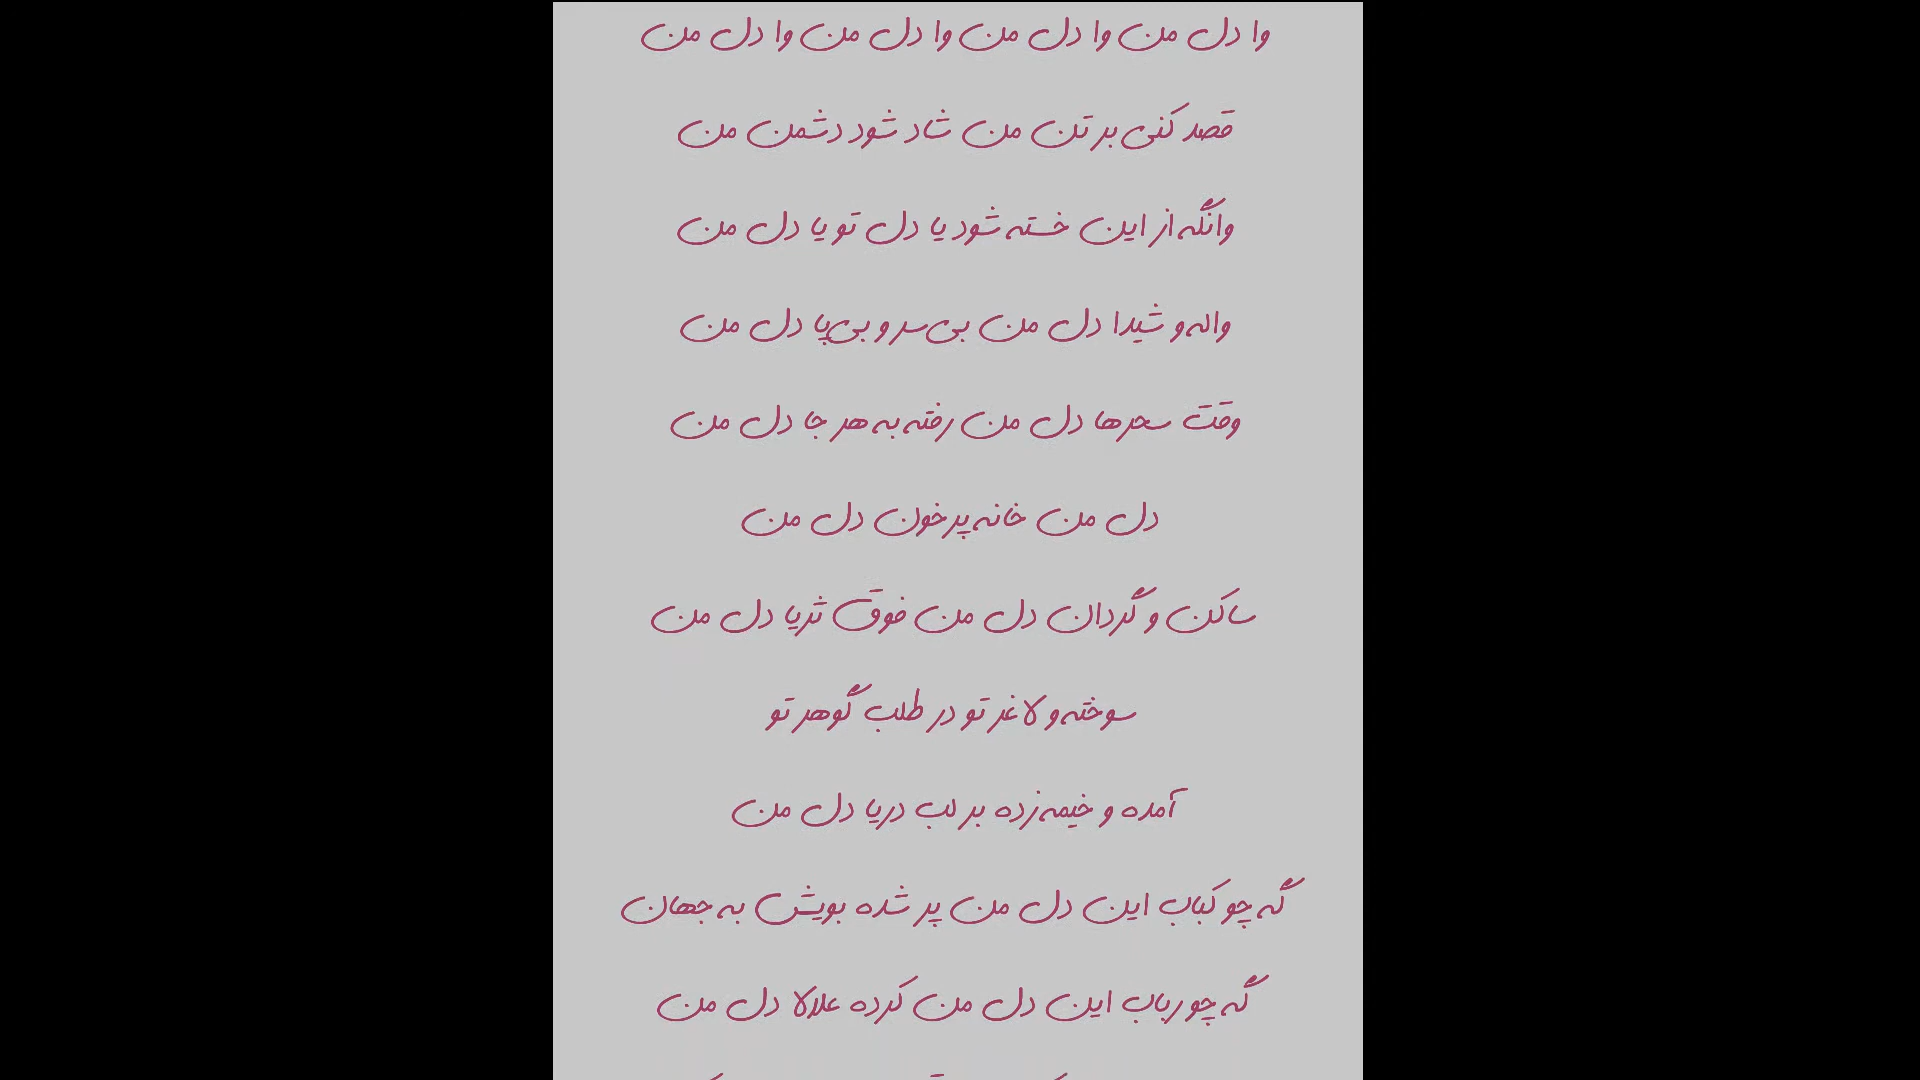 وا دل من وا دل من وا دل من وا دل من
قصد کنی بر تن من شاد شود دشمن من
وانگه از این خسته شود یا دل تو یا دل من
واله و شیدا دل من بی‌سر و بی‌پا دل من
وقت سحرها دل من رفته به هر جا دل من
دل من خانه پرخون دل من
ساکن و گردان دل من فوق ثریا دل من
سوخته و لاغر تو در طلب گوهر تو
آمده و خیمه زده بر لب دریا دل من
گه چو کباب این دل من پر شده بویش به جهان
گه چو رباب این دل من کرده علالا دل من